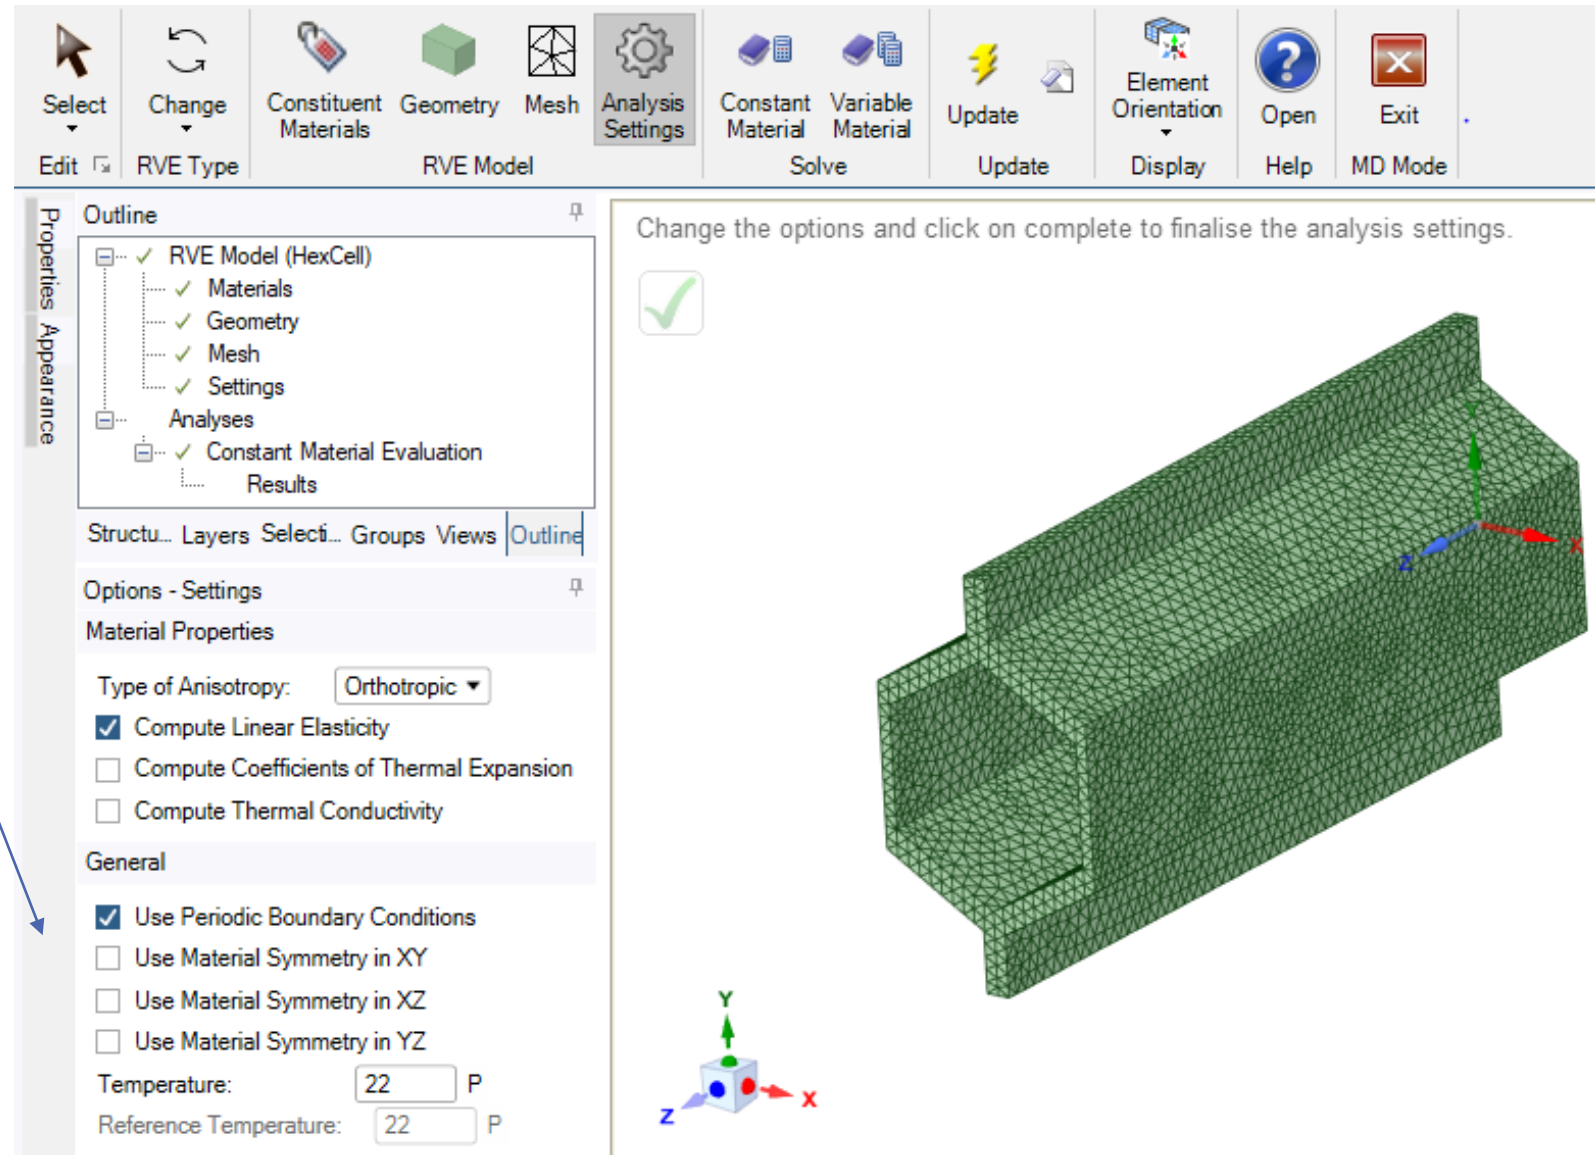 Select
Change
Constituent
Materials
Geometry
Mesh
Analysis
Settings
Constant
Material
Variable
Material
Update
Element
Orientation
Open
Exit
Edit
RVE Type
RVE Model
Solve
Update
Display
Help
MD Mode
Properties
Appearance
Outline
RVE Model (HexCell)
Materials
Geometry
Mesh
Settings
Analyses
Constant Material Evaluation
Results
Structu... Layers Selecti... Groups Views Outline
Options - Settings
Material Properties
Type of Anisotropy: Orthotropic
Compute Linear Elasticity
Compute Coefficients of Thermal Expansion
Compute Thermal Conductivity
General
Use Periodic Boundary Conditions
Use Material Symmetry in XY
Use Material Symmetry in XZ
Use Material Symmetry in YZ
Temperature: 22 P
Reference Temperature: 22 P
Change the options and click on complete to finalise the analysis settings.
Y
X
Z
Y
X
Z